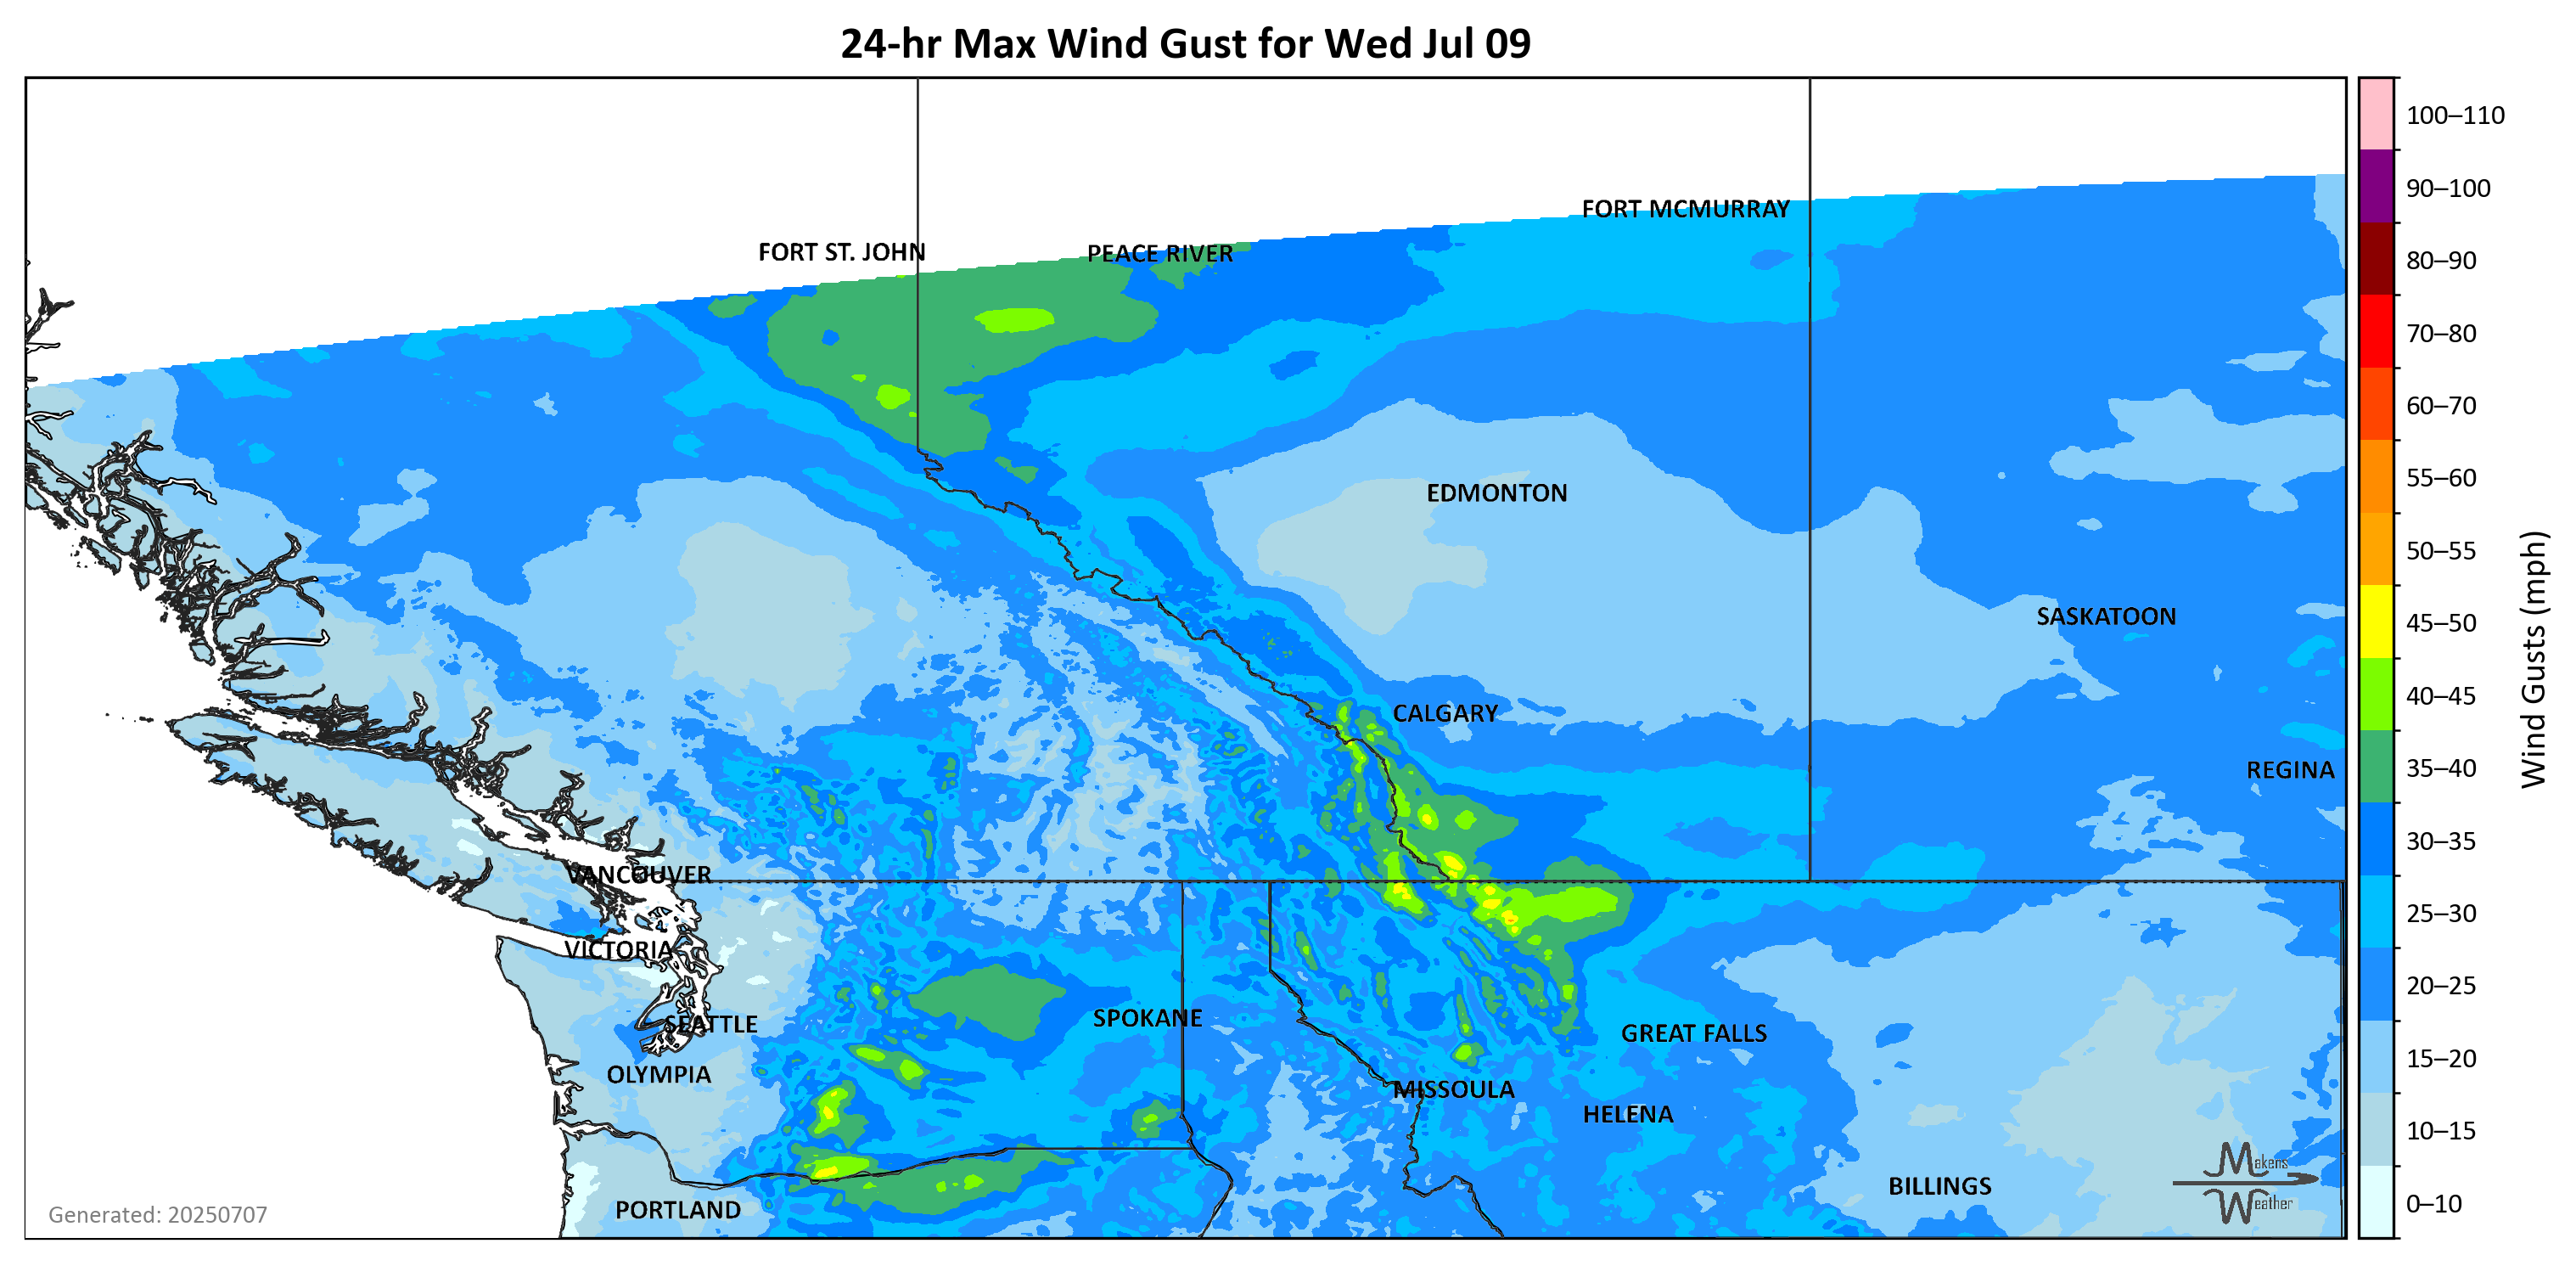 24-hr Max Wind Gust for Wed Jul 09
100–110
90–100
80–90
70–80
60–70
55–60
50–55
45–50
40–45
35–40
30–35
25–30
20–25
15–20
10–15
0–10
Wind Gusts (mph)
FORT MCMURRAY
FORT ST. JOHN
PEACE RIVER
EDMONTON
SASKATOON
CALGARY
REGINA
VANCOUVER
VICTORIA
SEATTLE
SPOKANE
GREAT FALLS
OLYMPIA
MISSOULA
HELENA
BILLINGS
PORTLAND
Makens
Weather
Generated: 20250707